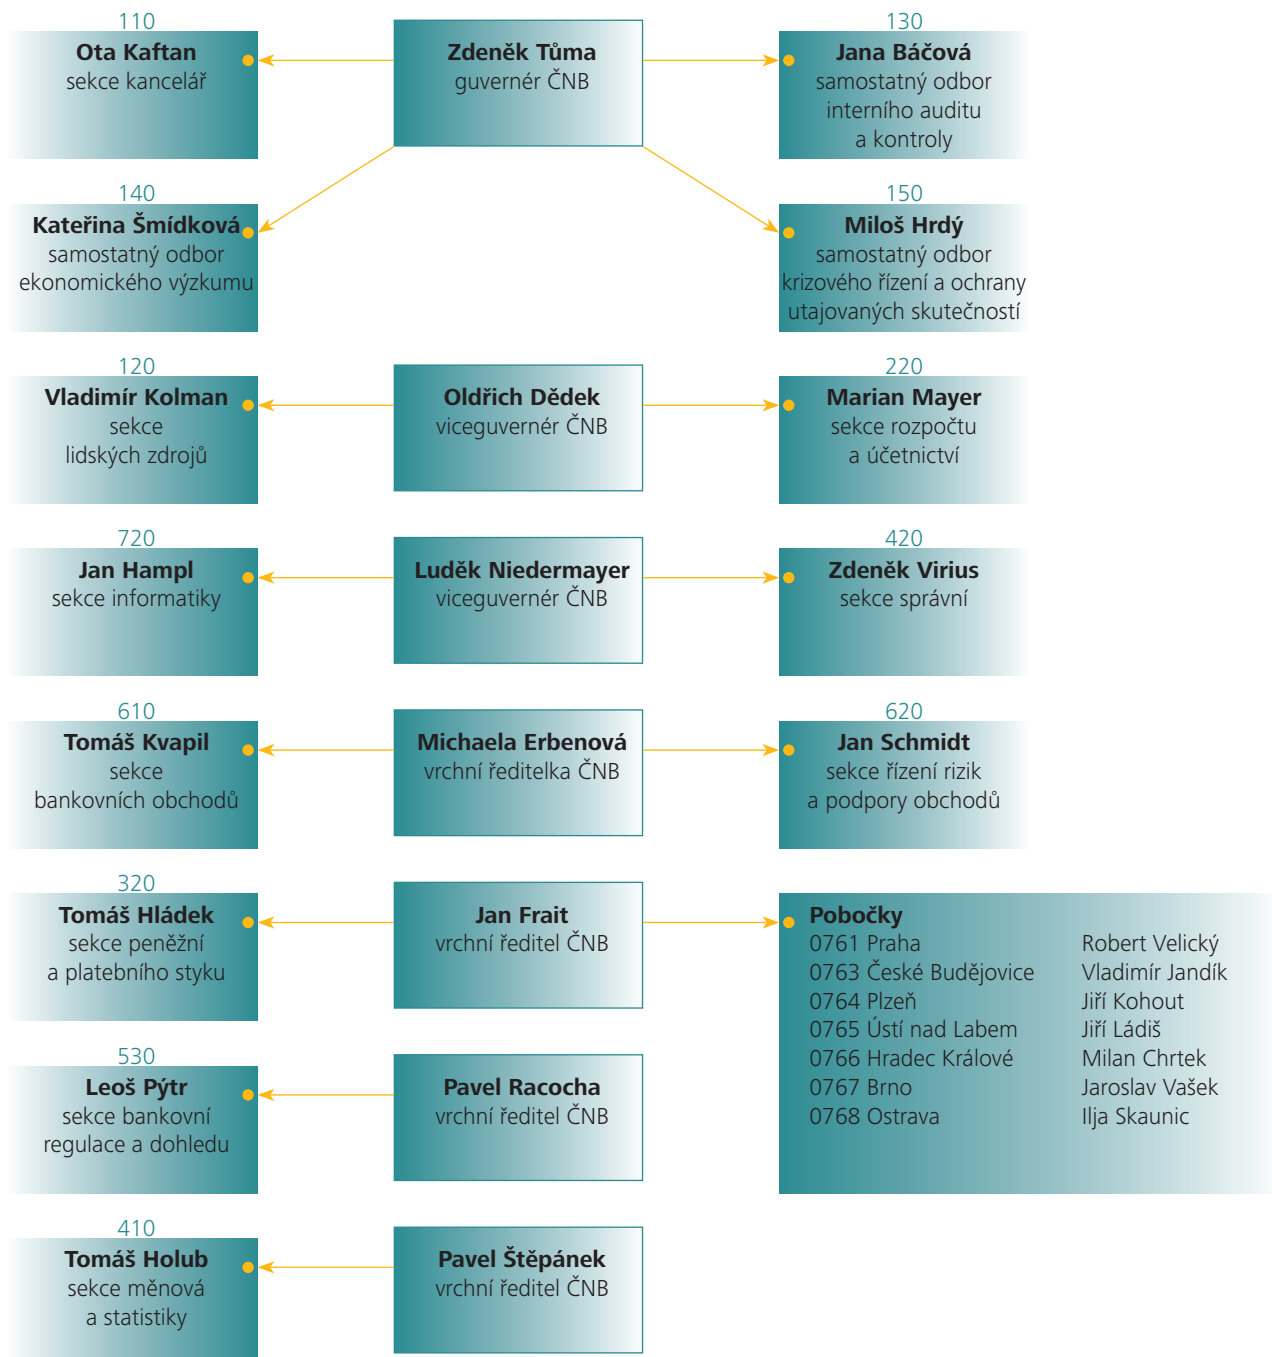 110
Ota Kaftan
sekce kancelář
Zdeněk Tůma
guvernér ČNB
130
Jana Báčová
samostatný odbor
interního auditu
a kontroly
140
Kateřina Šmídková
samostatný odbor
ekonomického výzkumu
150
Miloš Hrdý
samostatný odbor
krizového řízení a ochrany
utajovaných skutečností
120
Vladimír Kolman
sekce
lidských zdrojů
Oldřich Dědek
viceguvernér ČNB
220
Marian Mayer
sekce rozpočtu
a účetnictví
720
Jan Hampl
sekce informatiky
Luděk Niedermayer
viceguvernér ČNB
420
Zdeněk Virius
sekce správní
610
Tomáš Kvapil
sekce
bankovních obchodů
Michaela Erbenová
vrchní ředitelka ČNB
620
Jan Schmidt
sekce řízení rizik
a podpory obchodů
320
Tomáš Hládek
sekce peněžní
a platebního styku
Jan Frait
vrchní ředitel ČNB
Pobočky
0761 Praha Robert Velický
0763 České Budějovice Vladimír Jandík
0764 Plzeň Jiří Kohout
0765 Ústí nad Labem Jiří Ládiš
0766 Hradec Králové Milan Chrtek
0767 Brno Jaroslav Vašek
0768 Ostrava Ilja Skaunic
530
Leoš Pýtr
sekce bankovní
regulace a dohledu
Pavel Racocha
vrchní ředitel ČNB
410
Tomáš Holub
sekce měnová
a statistiky
Pavel Štěpánek
vrchní ředitel ČNB